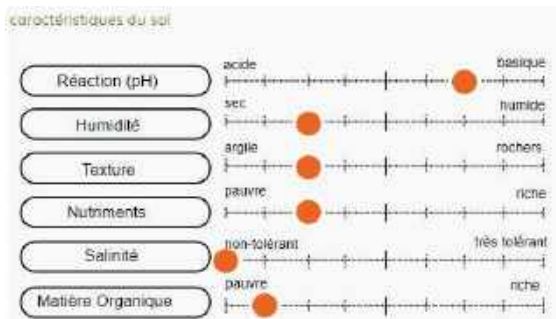 caractéristiques du sol
acide basique
Réaction (pH)
sec humide
Humidité
argile rochers
Texture
pauvre riche
Nutriments
non-tolérant très tolérant
Salinité
pauvre riche
Matière Organique